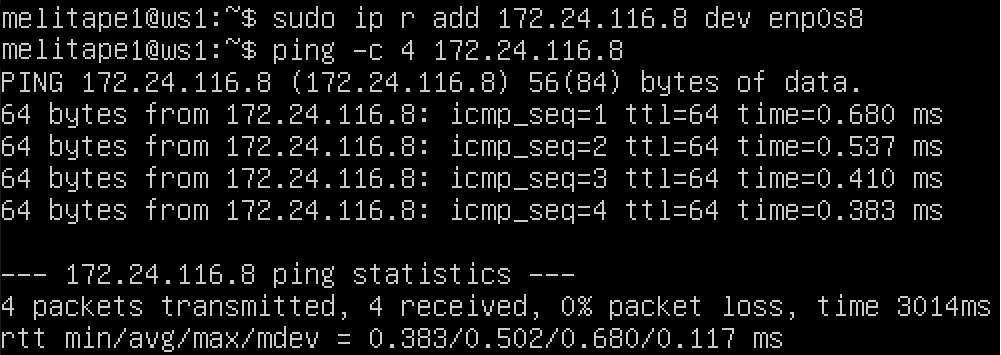 melitape1@ws1:~$ sudo ip r add 172.24.116.8 dev enp0s8
melitape1@ws1:~$ ping -c 4 172.24.116.8
PING 172.24.116.8 (172.24.116.8) 56(84) bytes of data.
64 bytes from 172.24.116.8: icmp_seq=1 ttl=64 time=0.680 ms
64 bytes from 172.24.116.8: icmp_seq=2 ttl=64 time=0.537 ms
64 bytes from 172.24.116.8: icmp_seq=3 ttl=64 time=0.410 ms
64 bytes from 172.24.116.8: icmp_seq=4 ttl=64 time=0.383 ms
--- 172.24.116.8 ping statistics ---
4 packets transmitted, 4 received, 0% packet loss, time 3014ms
rtt min/avg/max/mdev = 0.383/0.502/0.680/0.117 ms